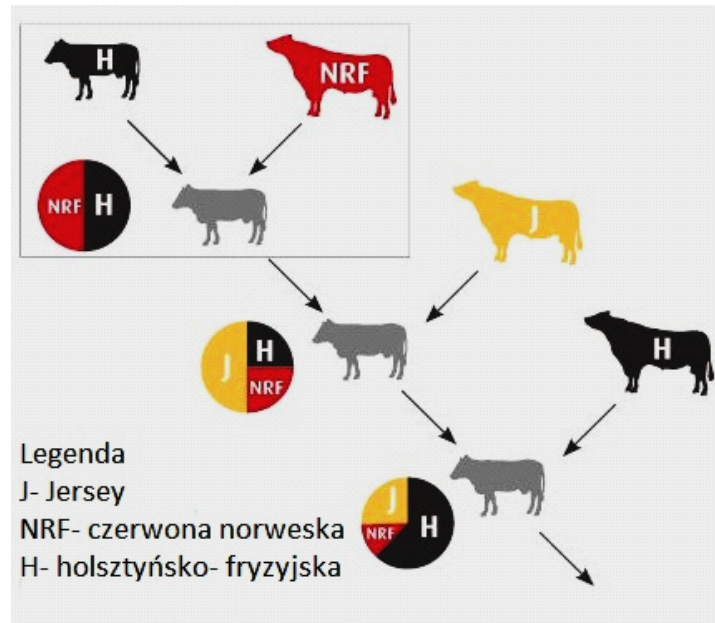 H
NRF
NRF H
J
J H
NRF
H
J
NRF H
Legenda
J- Jersey
NRF- czerwona norweska
H- holsztyńsko- fryzyjska